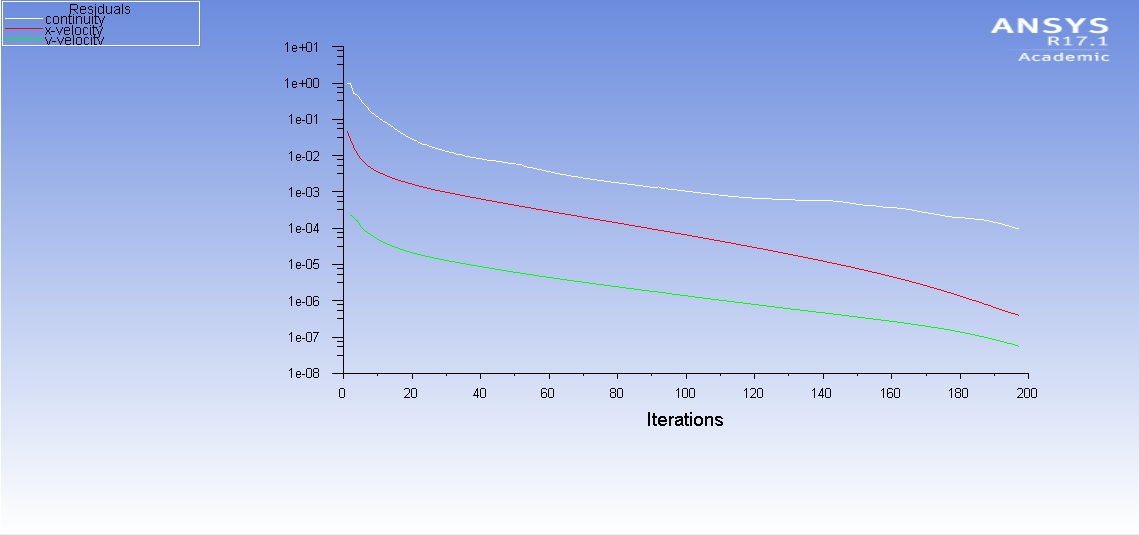 Residuals
continuity
x-velocity
y-velocity
ANSYS
R17.1
Academic
1e+01
1e+00
1e-01
1e-02
1e-03
1e-04
1e-05
1e-06
1e-07
1e-08
0 20 40 60 80 100 120 140 160 180 200
Iterations